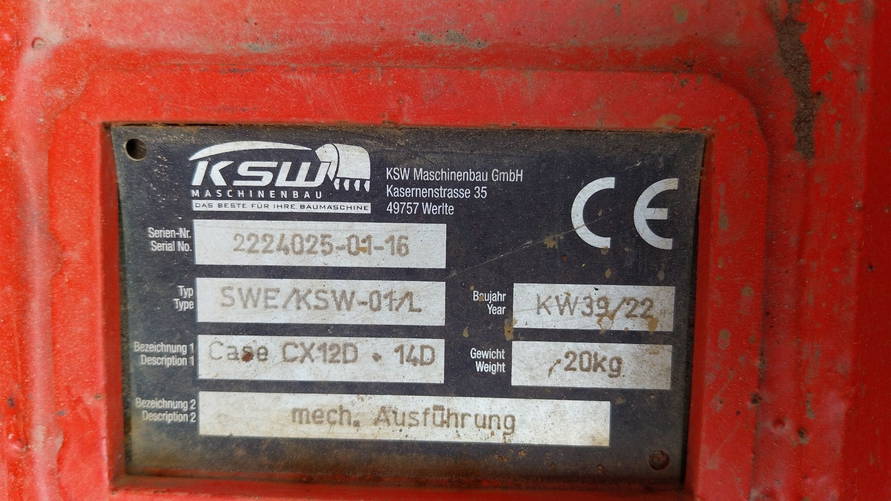 KSW
MASCHINENBAU
DAS BESTE FÜR IHRE BAUMASCHINE
KSW Maschinenbau GmbH
Kasernenstrasse 35
49757 Werlte
CE
Serien-Nr.
Serial No.
2224025-01-16
Typ
Type
SWE/KSW-01/L
Baujahr
Year
KW39/22
Bezeichnung 1
Description 1
Case CX12D - 14D
Gewicht
Weight
20kg
Bezeichnung 2
Description 2
mech. Ausführung